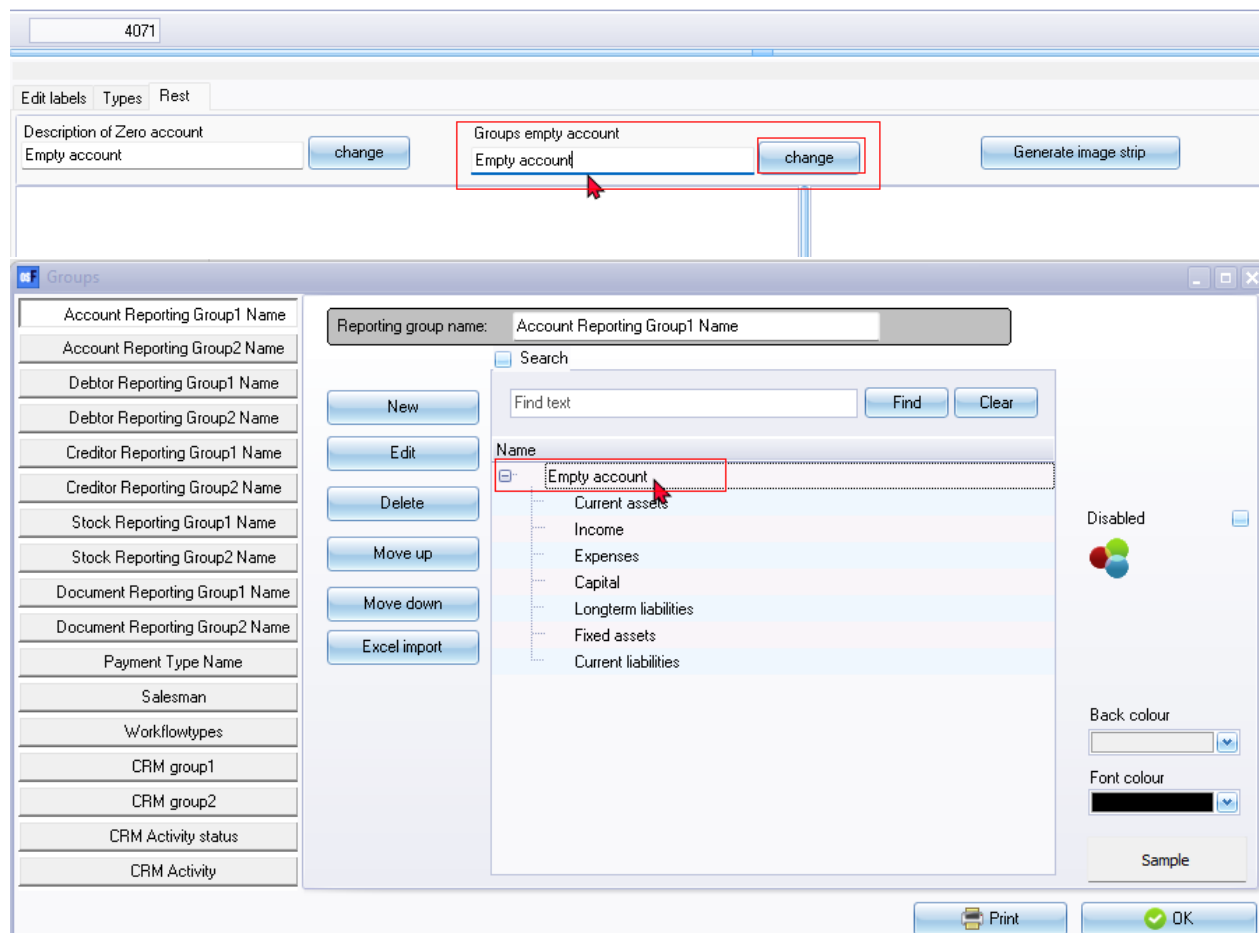 4071
Edit labels Types Rest
Description of Zero account
Empty account change
Groups empty account
Empty account change
Generate image strip
osF Groups
Account Reporting Group1 Name
Account Reporting Group2 Name
Debtor Reporting Group1 Name
Debtor Reporting Group2 Name
Creditor Reporting Group1 Name
Creditor Reporting Group2 Name
Stock Reporting Group1 Name
Stock Reporting Group2 Name
Document Reporting Group1 Name
Document Reporting Group2 Name
Payment Type Name
Salesman
Workflowtypes
CRM group1
CRM group2
CRM Activity status
CRM Activity
Reporting group name: Account Reporting Group1 Name
New
Edit
Delete
Move up
Move down
Excel import
Search
Find text Find Clear
Name
Empty account
Current assets
Income
Expenses
Capital
Longterm liabilities
Fixed assets
Current liabilities
Disabled
Back colour
Font colour
Sample
Print OK